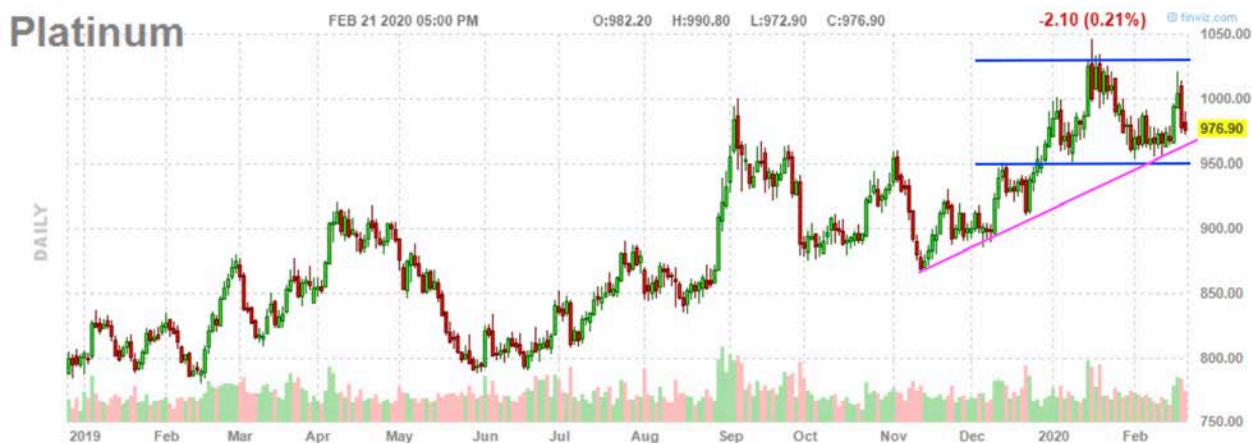 Platinum
FEB 21 2020 05:00 PM O:982.20 H:990.80 L:972.90 C:976.90
-2.10 (0.21%)
finviz.com
1050.00
1000.00
976.90
950.00
900.00
850.00
800.00
750.00
DAILY
2019 Feb Mar Apr May Jun Jul Aug Sep Oct Nov Dec 2020 Feb